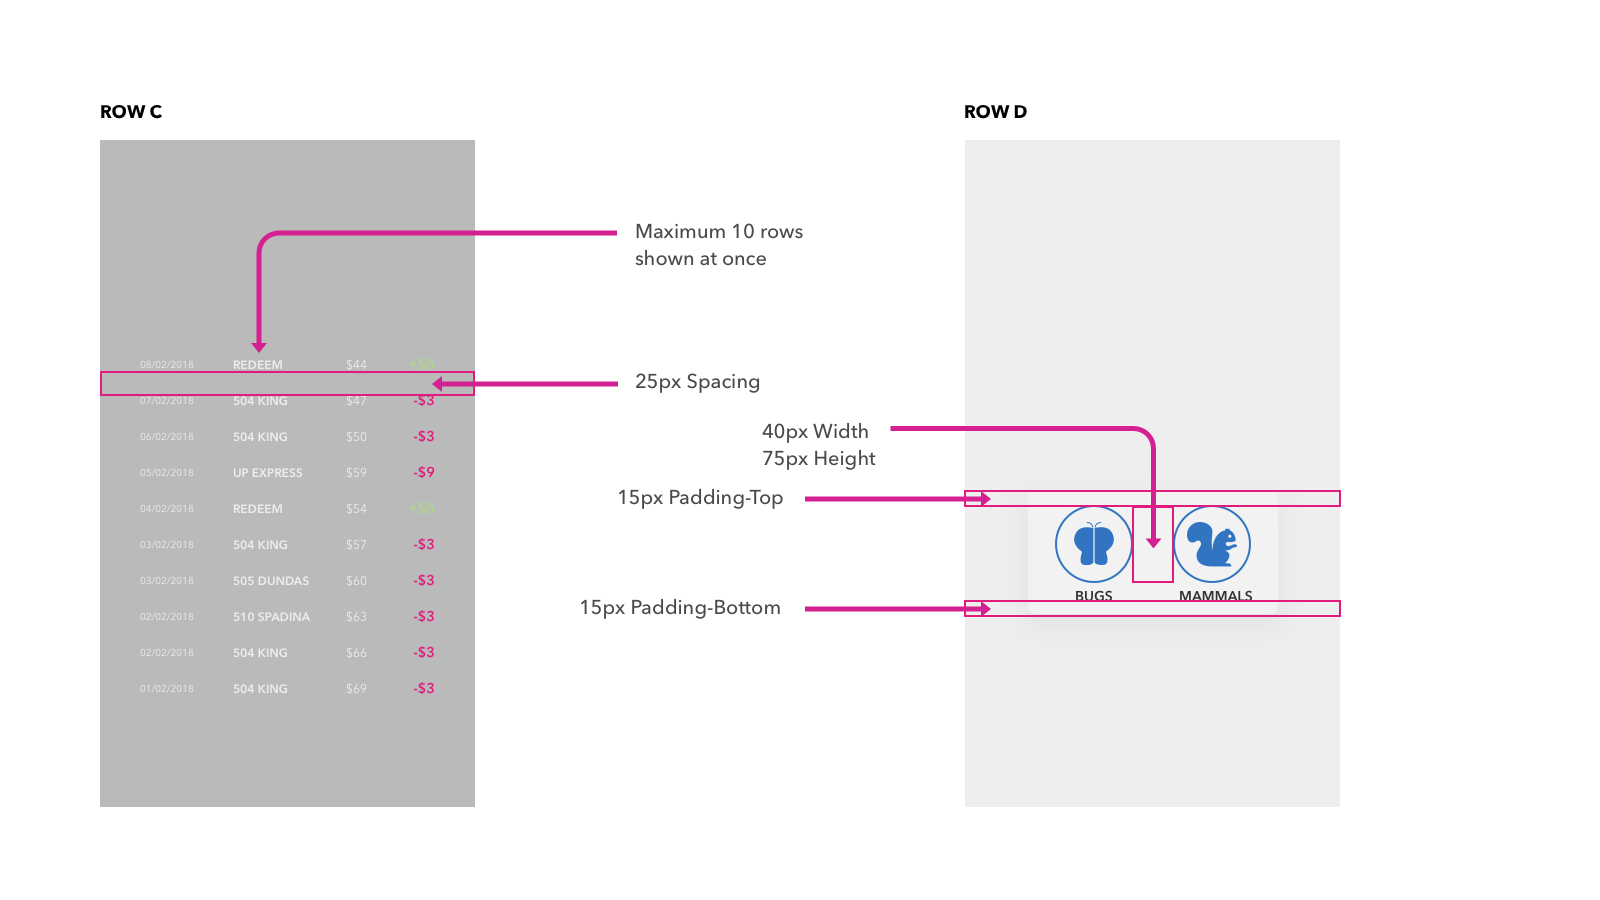 ROW C
ROW D
Maximum 10 rows
shown at once
08/02/2018 REDEEM $44 +$5
25px Spacing
07/02/2018 504 KING $47 -$3
06/02/2018 504 KING $50 -$3
05/02/2018 UP EXPRESS $59 -$9
04/02/2018 REDEEM $54 +$5
03/02/2018 504 KING $57 -$3
03/02/2018 505 DUNDAS $60 -$3
02/02/2018 510 SPADINA $63 -$3
02/02/2018 504 KING $66 -$3
01/02/2018 504 KING $69 -$3
40px Width
75px Height
15px Padding-Top
BUGS MAMMALS
15px Padding-Bottom